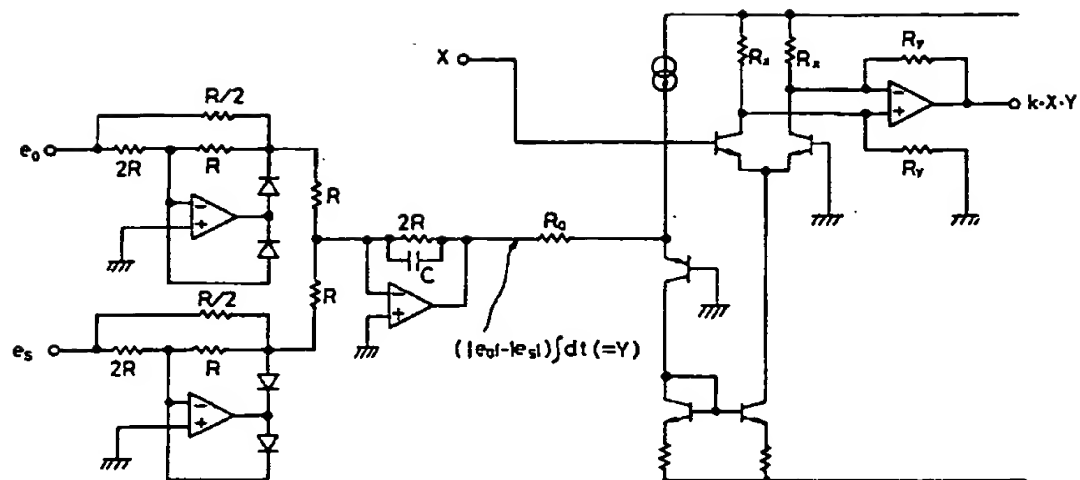 X
R/2
e₀
2R
R
R
R/2
eₛ
2R
R
R
2R
C
R₀
(|e₀|-|eₛ|)∫dt(=Y)
Rₓ
Rₓ
Rᵧ
k·X·Y
Rᵧ